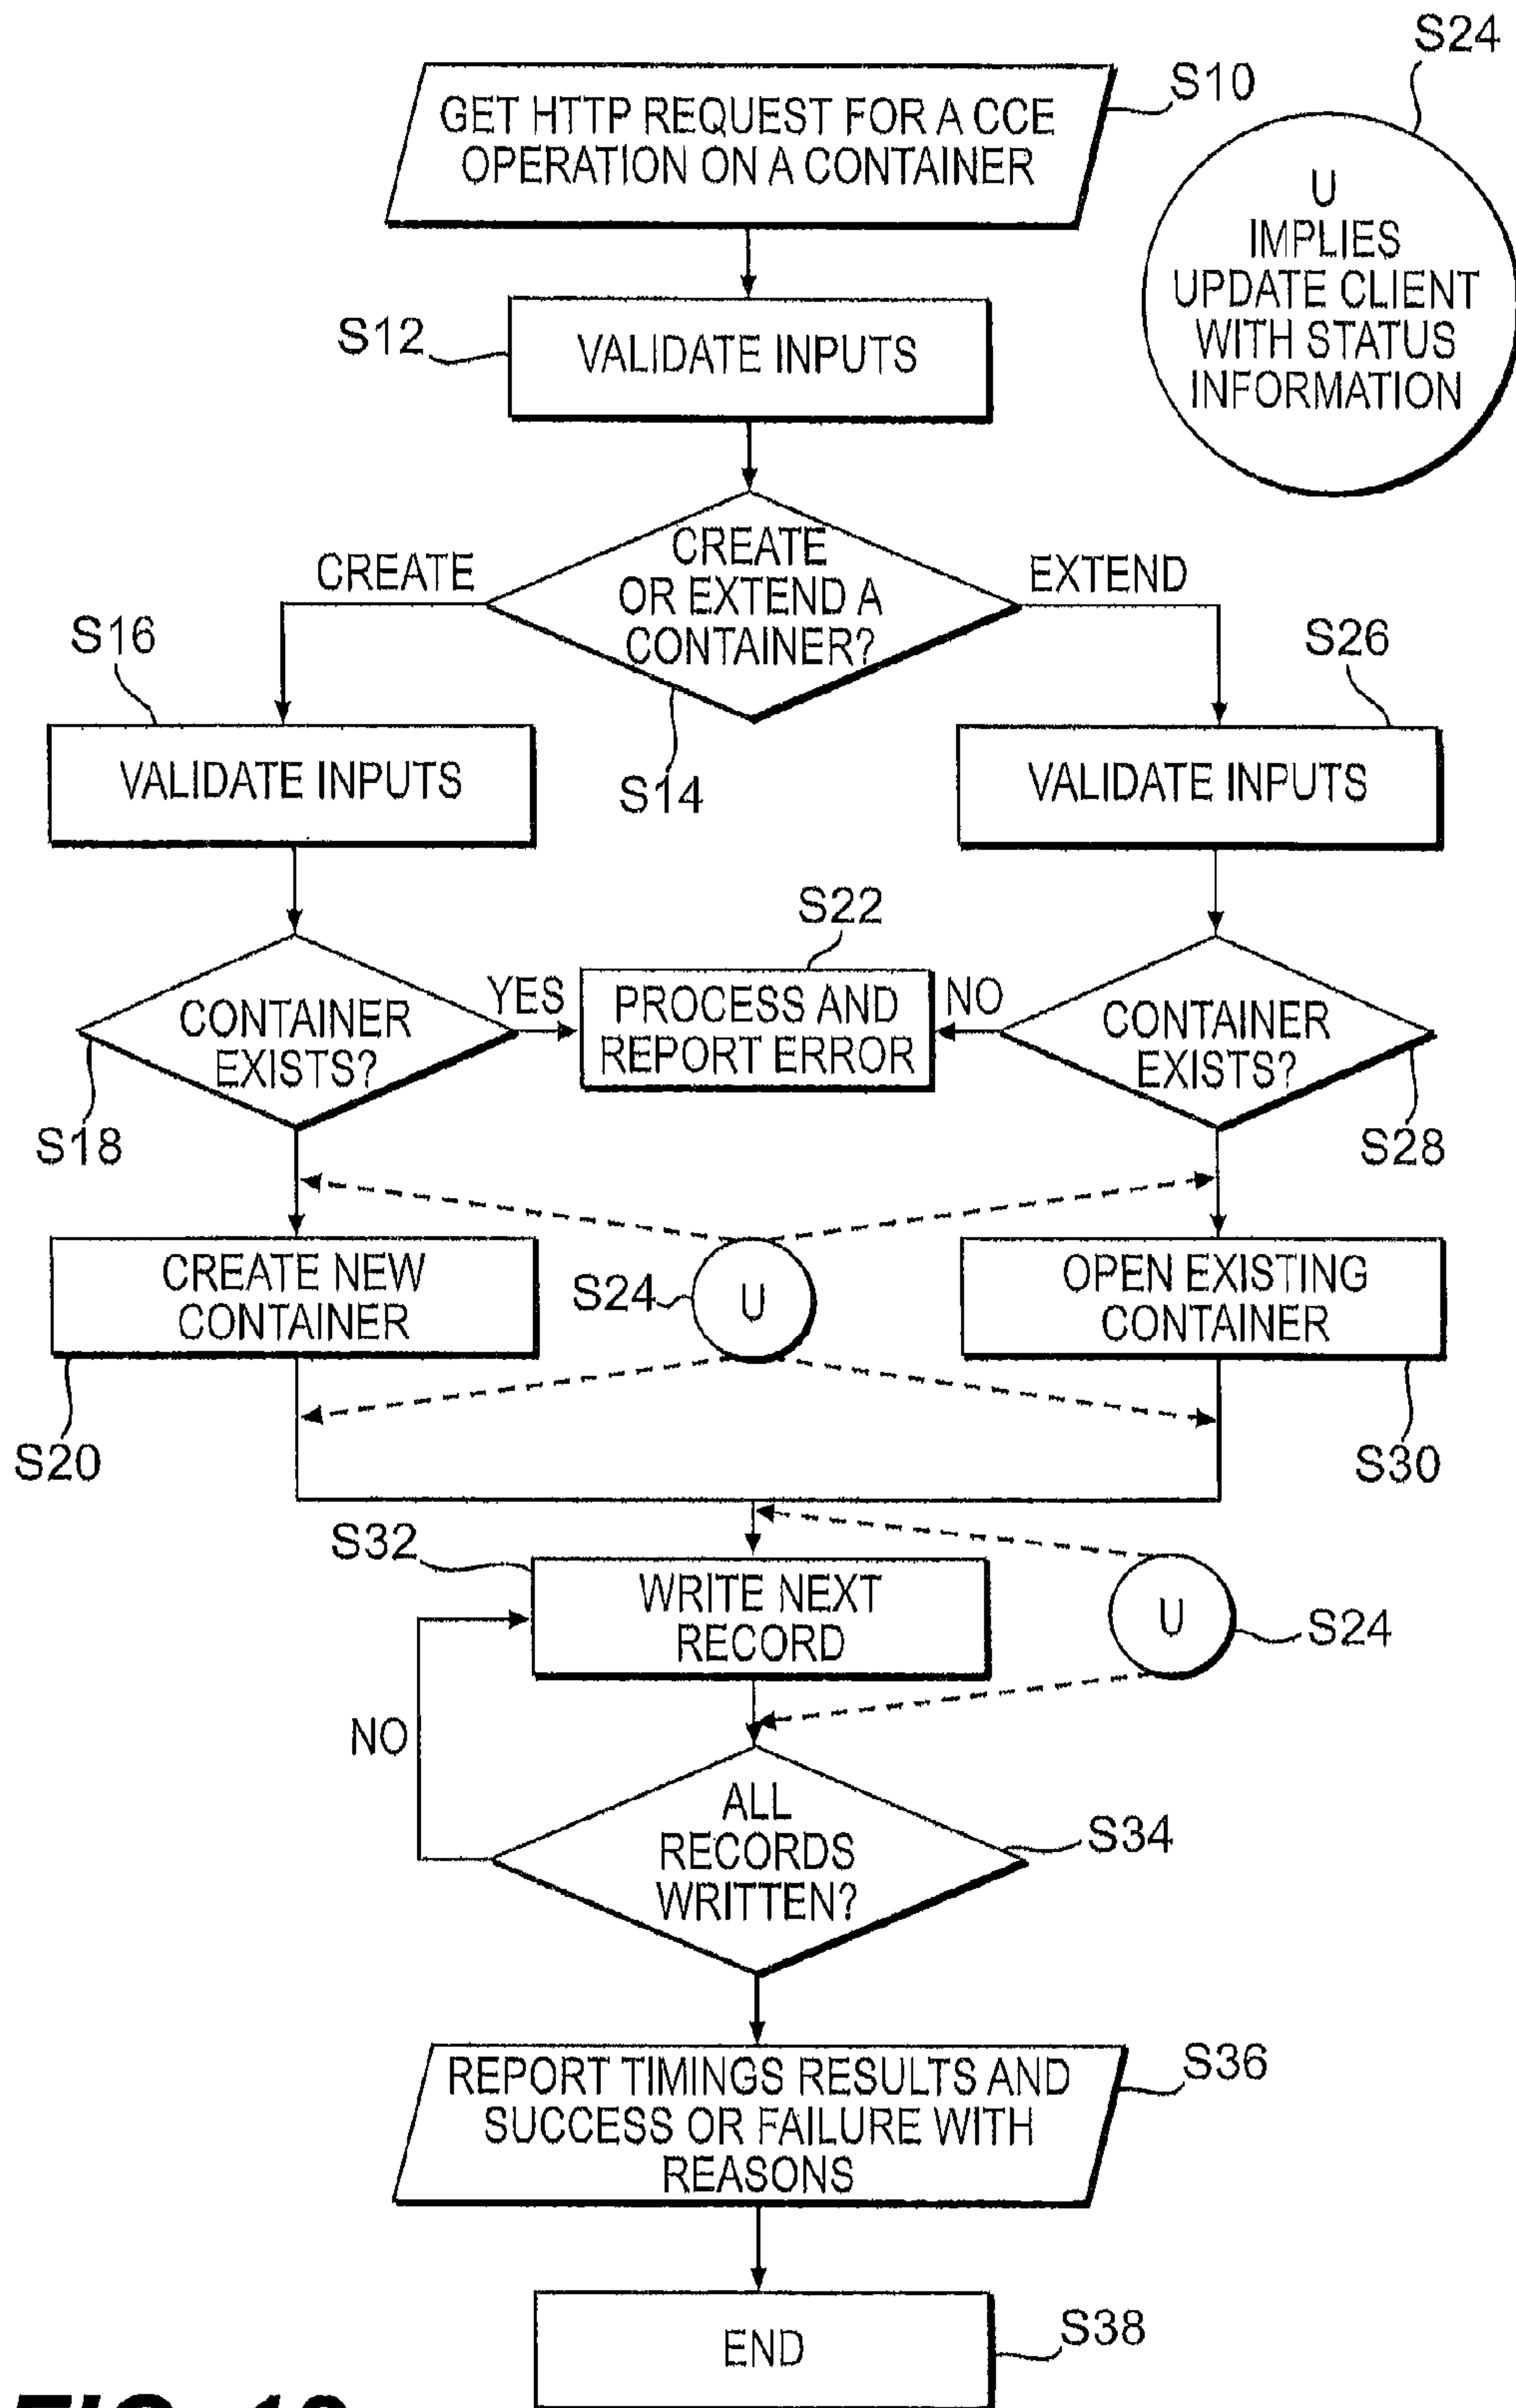 S24
S10
GET HTTP REQUEST FOR A CCE
OPERATION ON A CONTAINER
U
IMPLIES
UPDATE CLIENT
WITH STATUS
INFORMATION
S12
VALIDATE INPUTS
CREATE
OR EXTEND A
CONTAINER?
CREATE
EXTEND
S16
S26
VALIDATE INPUTS
S14
VALIDATE INPUTS
S22
CONTAINER
EXISTS?
YES
PROCESS AND
REPORT ERROR
NO
CONTAINER
EXISTS?
S18
S28
CREATE NEW
CONTAINER
S24
U
OPEN EXISTING
CONTAINER
S20
S30
S32
WRITE NEXT
RECORD
U
S24
NO
ALL
RECORDS
WRITTEN?
S34
REPORT TIMINGS RESULTS AND
SUCCESS OR FAILURE WITH
REASONS
S36
END
S38